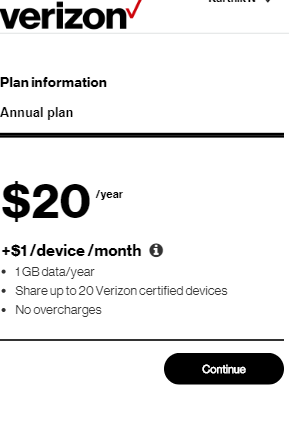 verizon
Plan information
Annual plan
$20 /year
+$1 /device /month
• 1 GB data/year
• Share up to 20 Verizon certified devices
• No overcharges
Continue